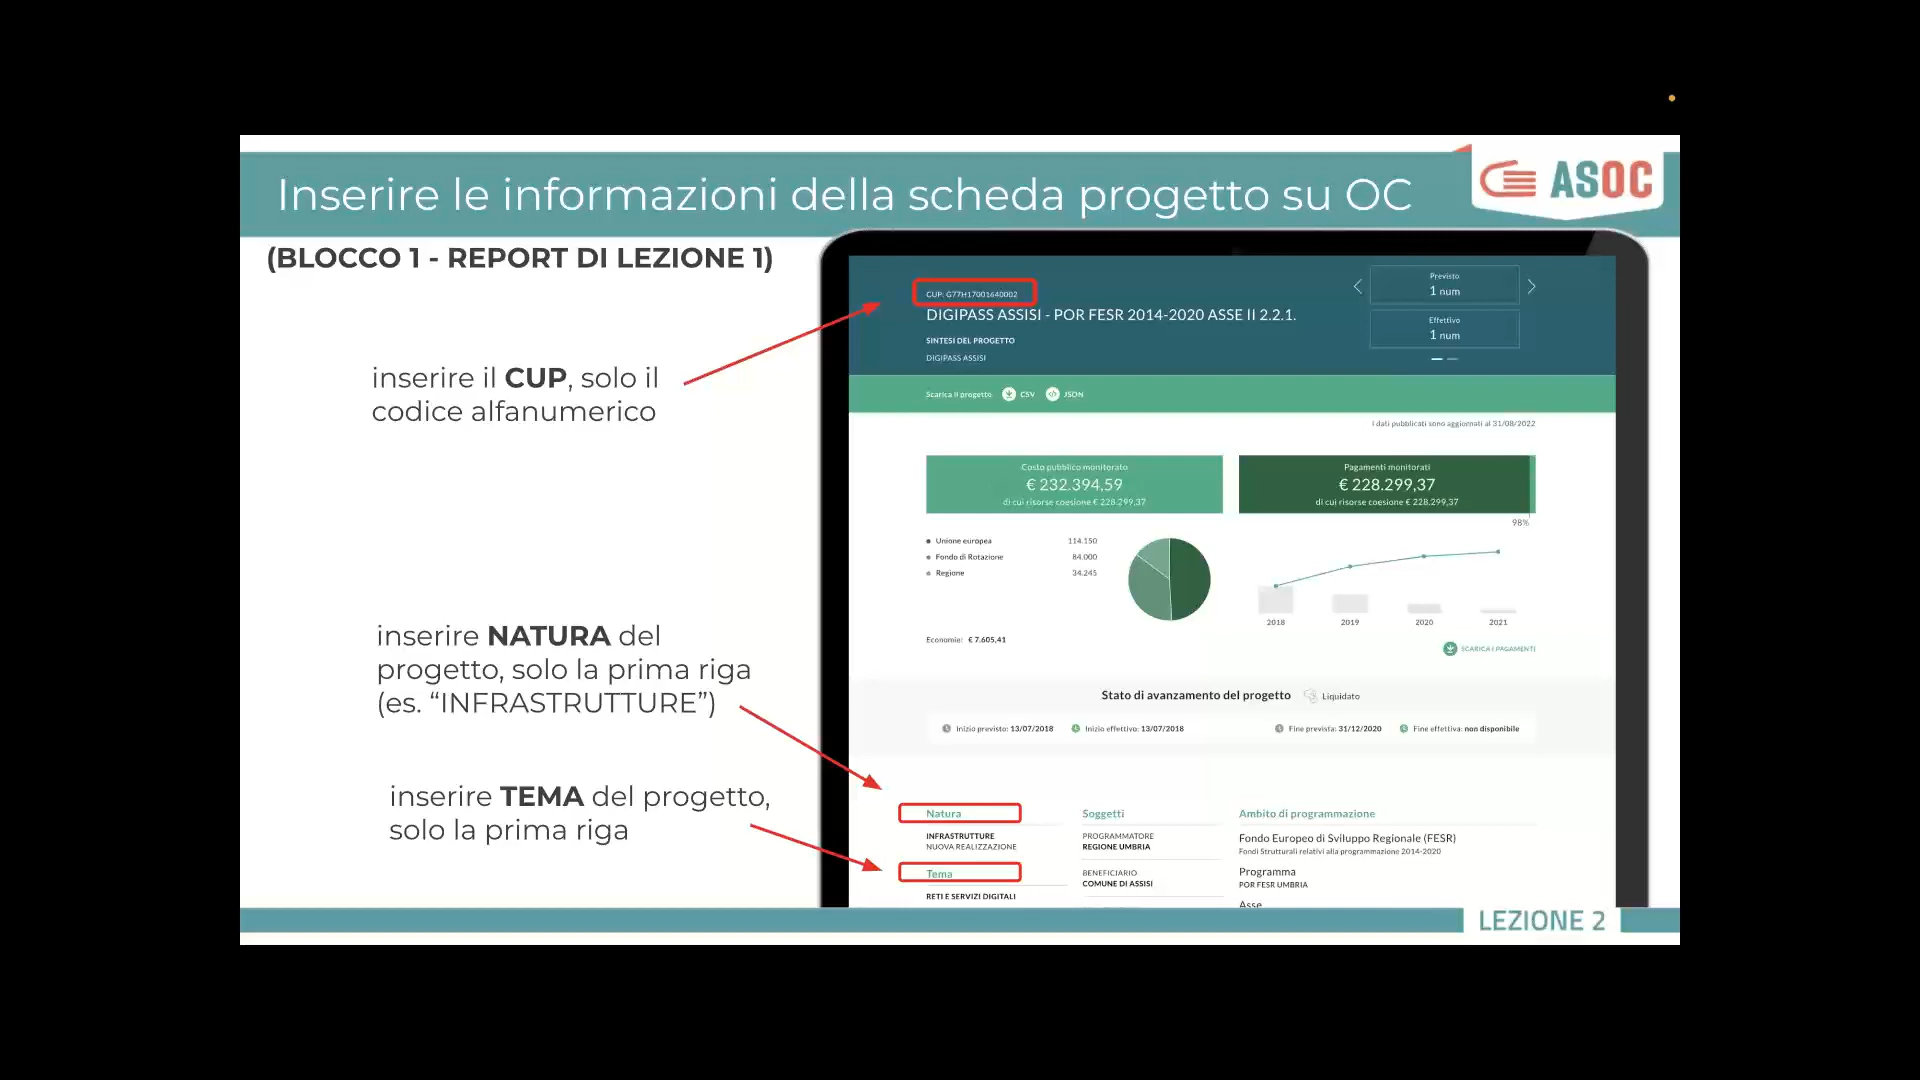 Inserire le informazioni della scheda progetto su OC
ASOC
(BLOCCO 1 - REPORT DI LEZIONE 1)
inserire il CUP, solo il
codice alfanumerico
inserire NATURA del
progetto, solo la prima riga
(es. “INFRASTRUTTURE”)
inserire TEMA del progetto,
solo la prima riga
CUP: G77H17001640002
DIGIPASS ASSISI - POR FESR 2014-2020 ASSE II 2.2.1.
SINTESI DEL PROGETTO
DIGIPASS ASSISI
Previsto
1 num
Effettivo
1 num
Scarica il progetto CSV JSON
I dati pubblicati sono aggiornati al 31/08/2022
Costo pubblico monitorato
€ 232.394,59
di cui risorse coesione € 228.299,37
Pagamenti monitorati
€ 228.299,37
di cui risorse coesione € 228.299,37
98%
Unione europea 114.150
Fondo di Rotazione 84.000
Regione 34.245
Economie: € 7.605,41
2018 2019 2020 2021
SCARICA I PAGAMENTI
Stato di avanzamento del progetto Liquidato
Inizio previsto: 13/07/2018 Inizio effettivo: 13/07/2018 Fine prevista: 31/12/2020 Fine effettiva: non disponibile
Natura
INFRASTRUTTURE
NUOVA REALIZZAZIONE
Tema
RETI E SERVIZI DIGITALI
Soggetti
PROGRAMMATORE
REGIONE UMBRIA
BENEFICIARIO
COMUNE DI ASSISI
Ambito di programmazione
Fondo Europeo di Sviluppo Regionale (FESR)
Fondi Strutturali relativi alla programmazione 2014-2020
Programma
POR FESR UMBRIA
Asse
LEZIONE 2